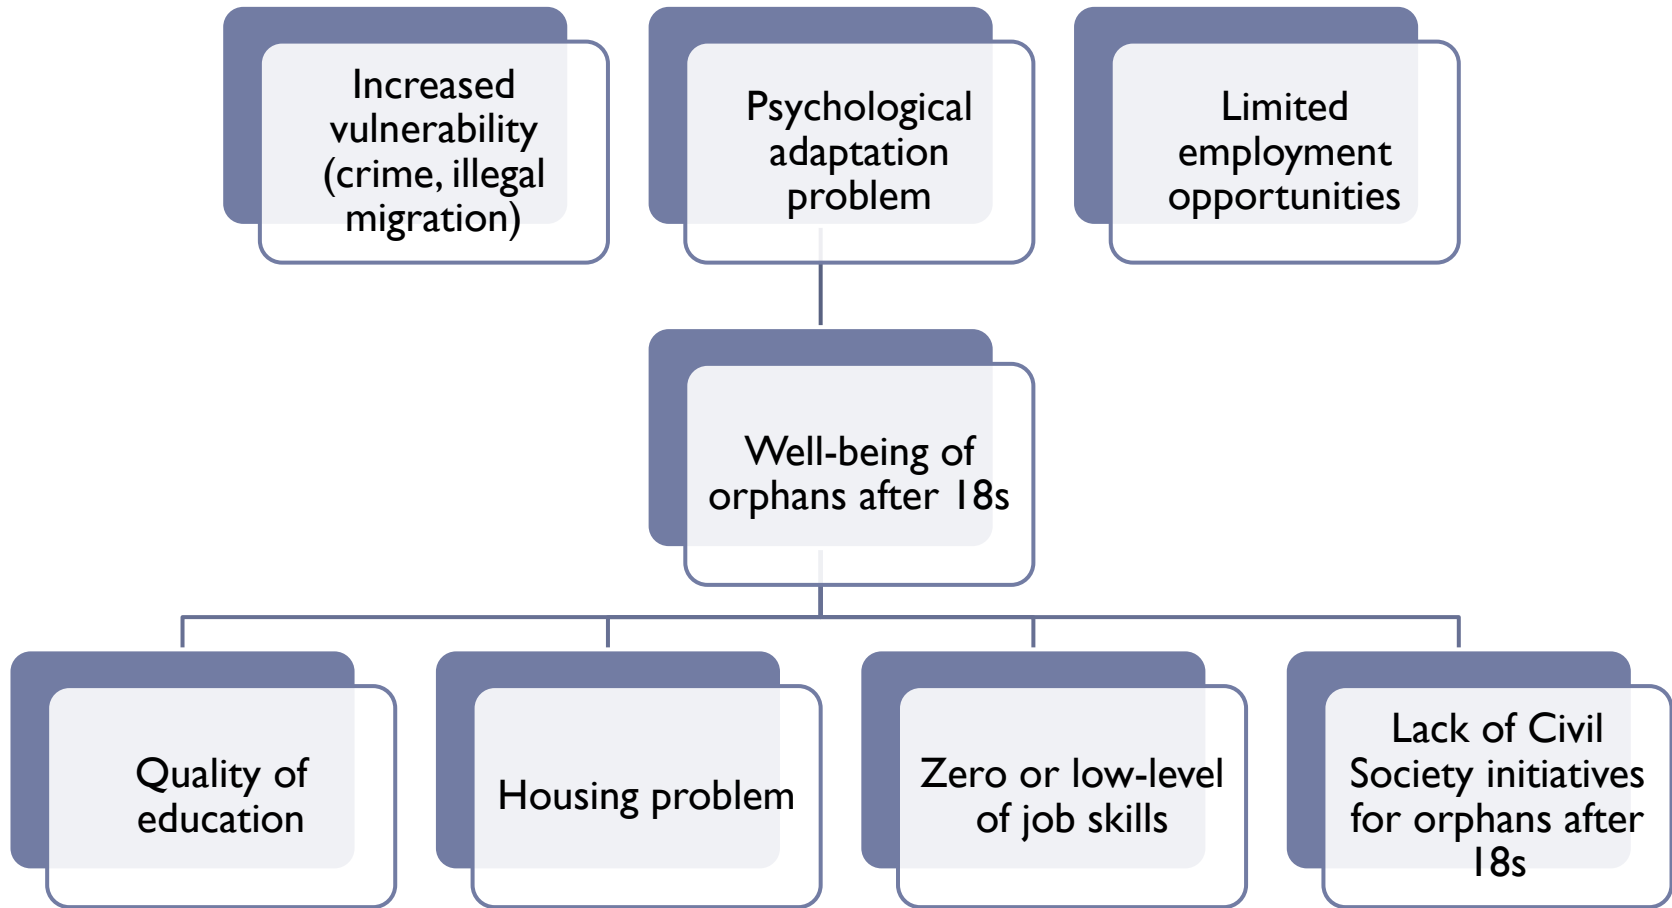 Increased
vulnerability
(crime, illegal
migration)
Psychological
adaptation
problem
Limited
employment
opportunities
Well-being of
orphans after 18s
Quality of
education
Housing problem
Zero or low-level
of job skills
Lack of Civil
Society initiatives
for orphans after
18s